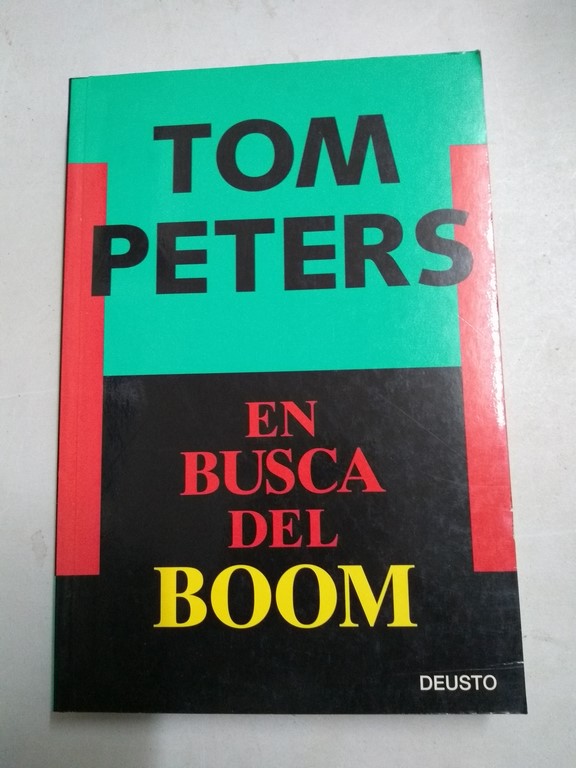 TOM
PETERS
EN
BUSCA
DEL
BOOM
DEUSTO